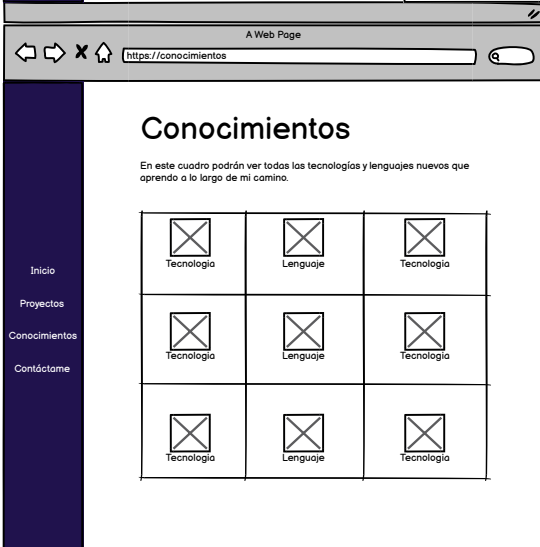 A Web Page
https://conocimientos
Conocimientos
En este cuadro podrán ver todas las tecnologías y lenguajes nuevos que
aprendo a lo largo de mi camino.
Inicio
Proyectos
Conocimientos
Contáctame
Tecnologia
Lenguaje
Tecnologia
Tecnologia
Lenguaje
Tecnologia
Tecnologia
Lenguaje
Tecnologia